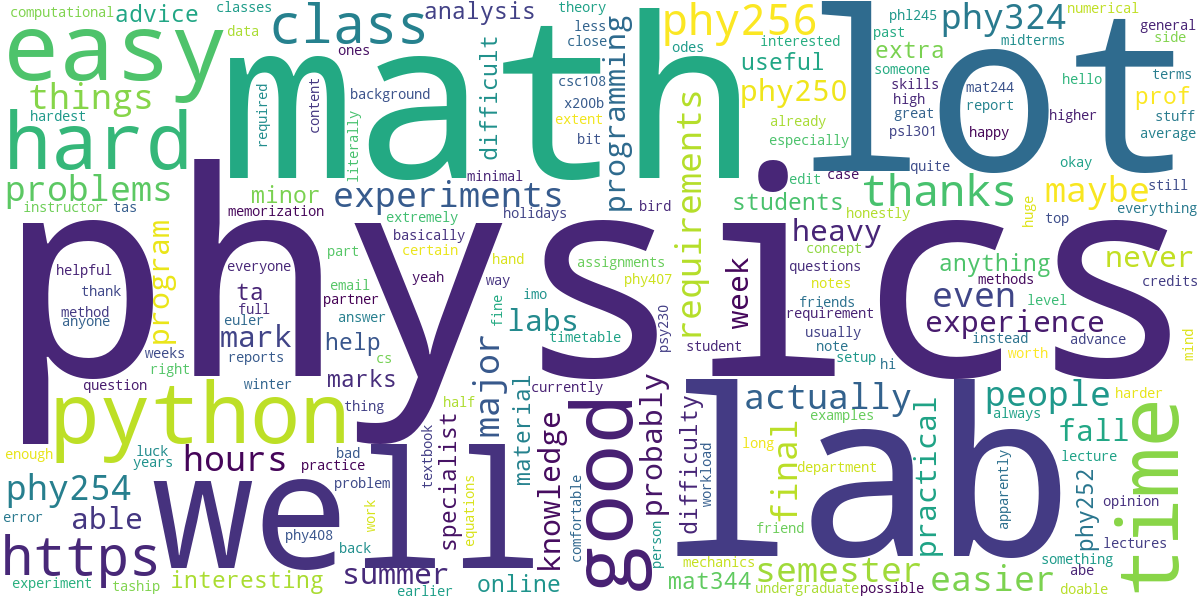 computational
classes
theory
phl245
numerical
easy
advice
class
analysis
phy256
lot
phy324
general
side
data
ones
less
close
interested
past
midterms
things
math
difficult
programming
odes
useful
extra
someone
hello
terms
hardest
required
content
background
csc108
x200b
extent
bit
phy250
already
especially
skills
high
great
psl301
mat244
report
happy
higher
prof
stuff
average
hard
literally
minimal
quite
okay
problems
minor
experiments
requirements
students
edit
case
thanks
maybe
still
instructor
tas
memorization
extremely
holidays
bird
honestly
huge
top
everything
program
part
basically
certain
hand
assignments
heavy
concept
anything
never
helpful
everyone
yeah
way
phy407
questions
notes
methods
credits
thank
physics
method
anyone
ta
full
euler
email
partner
answer
fine
imo
labs
timetable
psy230
week
friends
requirement
even
level
experience
mark
help
major
student
usually
note
setup
hi
instead
advance
worth
mind
weeks
right
reports
cs
question
winter
marks
currently
half
python
thing
material
good
probably
actually
people
harder
examples
always
enough
luck
years
hours
bad
practice
textbook
specialist
knowledge
difficulty
workload
long
final
practical
fall
lecture
time
phy254
well
problem
equations
comfortable
department
lab
apparently
phy252
opinion
error
able
phy408
work
back
person
friend
lectures
https
summer
mechanics
semester
something
abe
experiment
taship
interesting
earlier
online
mat344
undergraduate
possible
easier
doable